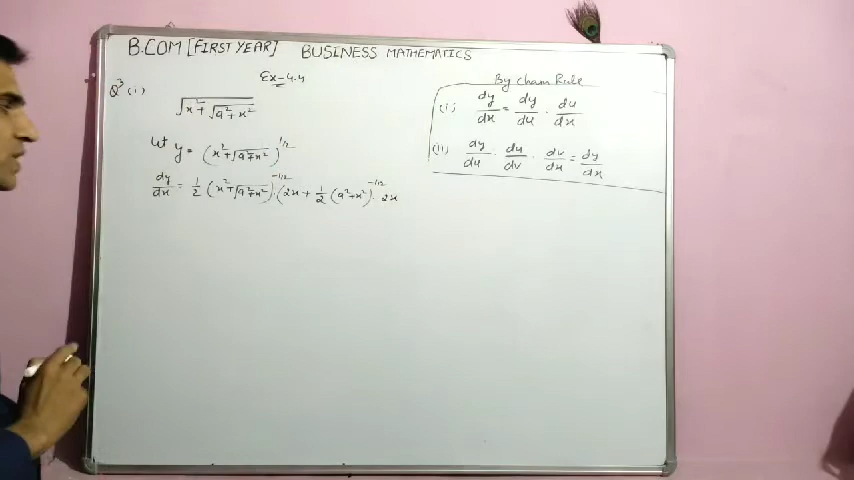 B.COM [FIRST YEAR] BUSINESS MATHEMATICS
Ex-4.4
Q3 (i)
√(x² + √(a²+x²))
Let y = (x²+√(a²+x²))^1/2
dy/dx = 1/2 (x²+√(a²+x²))^-1/2 · (2x + 1/2 (a²+x²)^-1/2 · 2x
By Chain Rule
(i) dy/dx = dy/du · du/dx
(ii) dy/du · du/dv · dv/dx = dy/dx